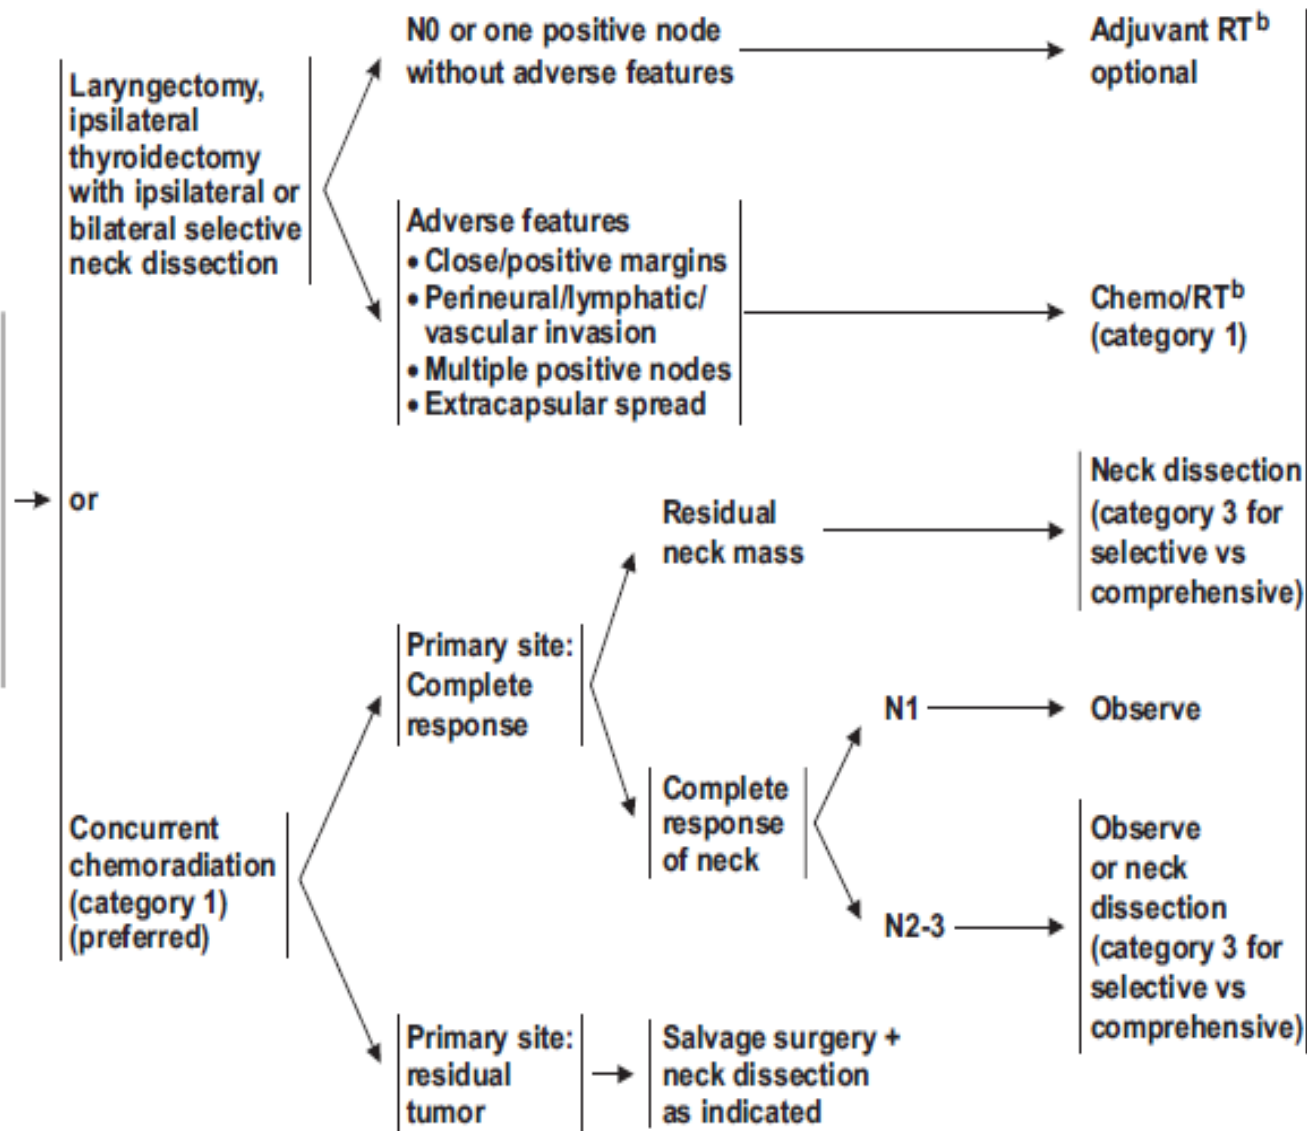 Laryngectomy,
ipsilateral
thyroidectomy
with ipsilateral or
bilateral selective
neck dissection
N0 or one positive node
without adverse features
Adjuvant RTb
optional
Adverse features
• Close/positive margins
• Perineural/lymphatic/
vascular invasion
• Multiple positive nodes
• Extracapsular spread
Chemo/RTb
(category 1)
or
Concurrent
chemoradiation
(category 1)
(preferred)
Primary site:
Complete
response
Residual
neck mass
Neck dissection
(category 3 for
selective vs
comprehensive)
Complete
response
of neck
N1
Observe
N2-3
Observe
or neck
dissection
(category 3 for
selective vs
comprehensive)
Primary site:
residual
tumor
Salvage surgery +
neck dissection
as indicated